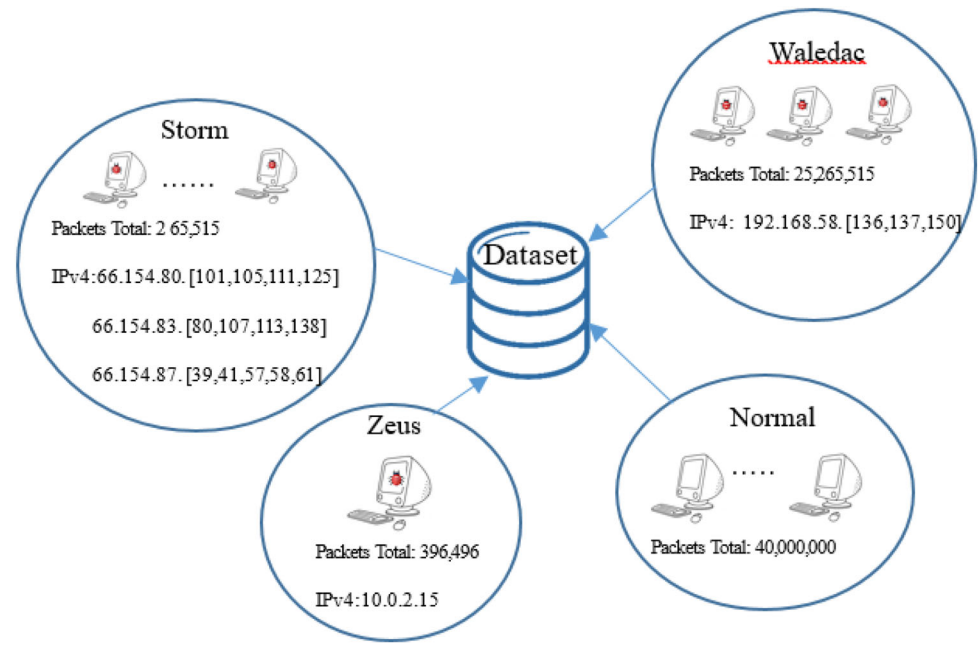 Waledac
Packets Total: 25,265,515
IPv4: 192.168.58.[136,137,150]
Storm
......
Packets Total: 2 65,515
IPv4:66.154.80.[101,105,111,125]
66.154.83.[80,107,113,138]
66.154.87.[39,41,57,58,61]
Dataset
Zeus
Packets Total: 396,496
IPv4:10.0.2.15
Normal
.....
Packets Total: 40,000,000